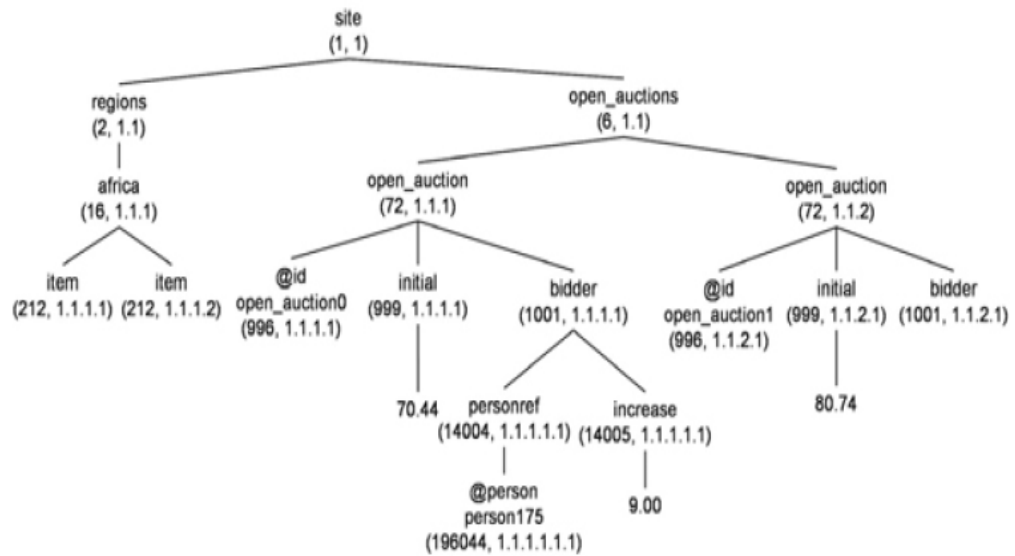 site
(1, 1)
regions
(2, 1.1)
open_auctions
(6, 1.1)
africa
(16, 1.1.1)
open_auction
(72, 1.1.1)
open_auction
(72, 1.1.2)
item
(212, 1.1.1.1)
item
(212, 1.1.1.2)
@id
open_auction0
(996, 1.1.1.1)
initial
(999, 1.1.1.1)
bidder
(1001, 1.1.1.1)
@id
open_auction1
(996, 1.1.2.1)
initial
(999, 1.1.2.1)
bidder
(1001, 1.1.2.1)
70.44
personref
(14004, 1.1.1.1.1)
increase
(14005, 1.1.1.1.1)
80.74
@person
person175
(196044, 1.1.1.1.1.1)
9.00